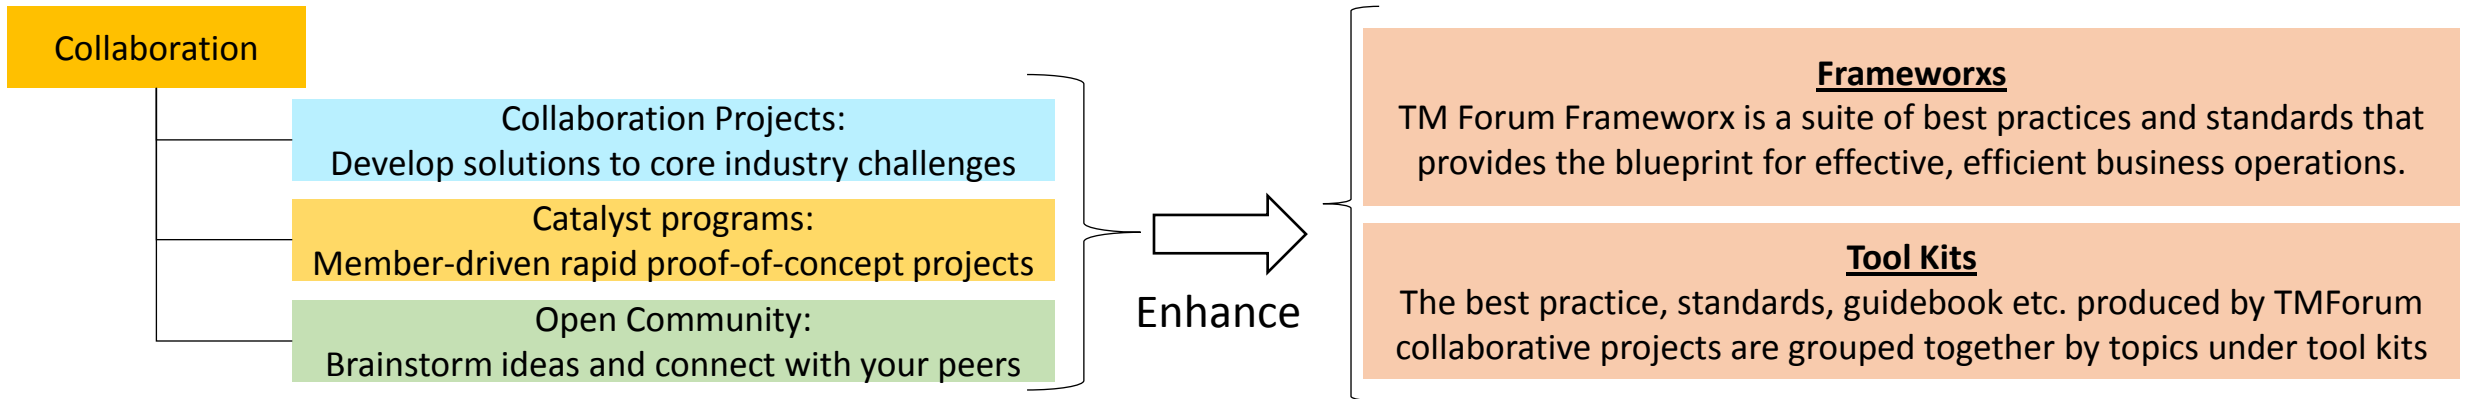 Collaboration
Collaboration Projects:
Develop solutions to core industry challenges
Catalyst programs:
Member-driven rapid proof-of-concept projects
Open Community:
Brainstorm ideas and connect with your peers
Enhance
Frameworxs
TM Forum Frameworx is a suite of best practices and standards that
provides the blueprint for effective, efficient business operations.
Tool Kits
The best practice, standards, guidebook etc. produced by TMForum
collaborative projects are grouped together by topics under tool kits